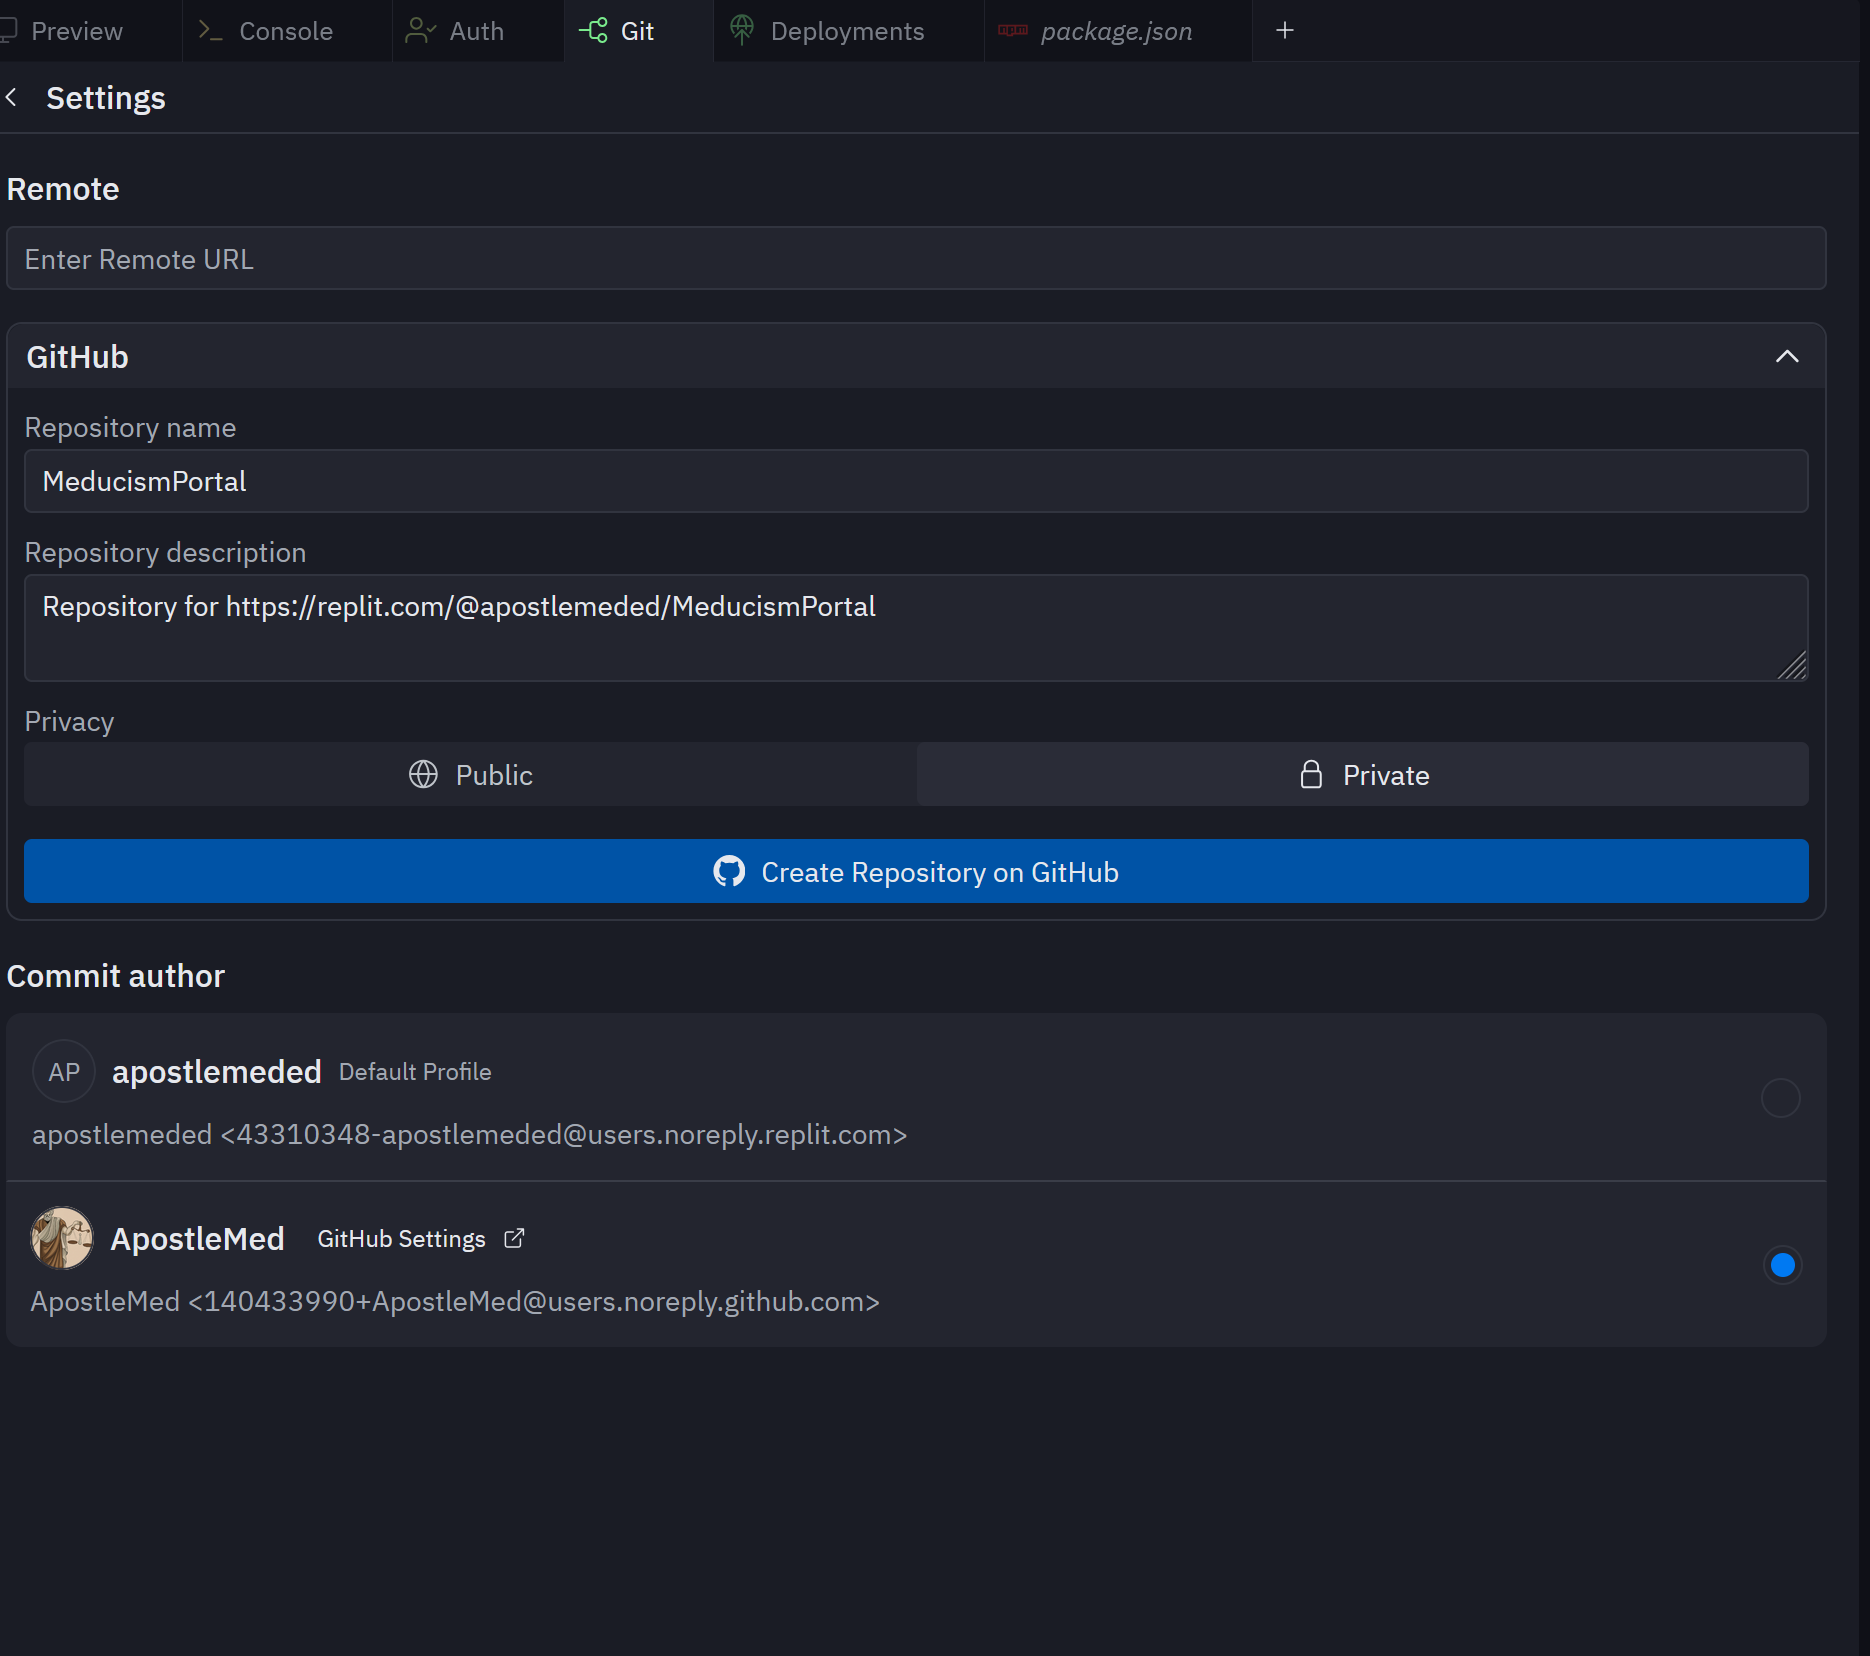 Preview
Console
Auth
Git
Deployments
package.json
Settings
Remote
Enter Remote URL
GitHub
Repository name
MeducismPortal
Repository description
Repository for https://replit.com/@apostlemeded/MeducismPortal
Privacy
Public
Private
Create Repository on GitHub
Commit author
AP apostlemeded Default Profile
apostlemeded <43310348-apostlemeded@users.noreply.replit.com>
ApostleMed GitHub Settings
ApostleMed <140433990+ApostleMed@users.noreply.github.com>